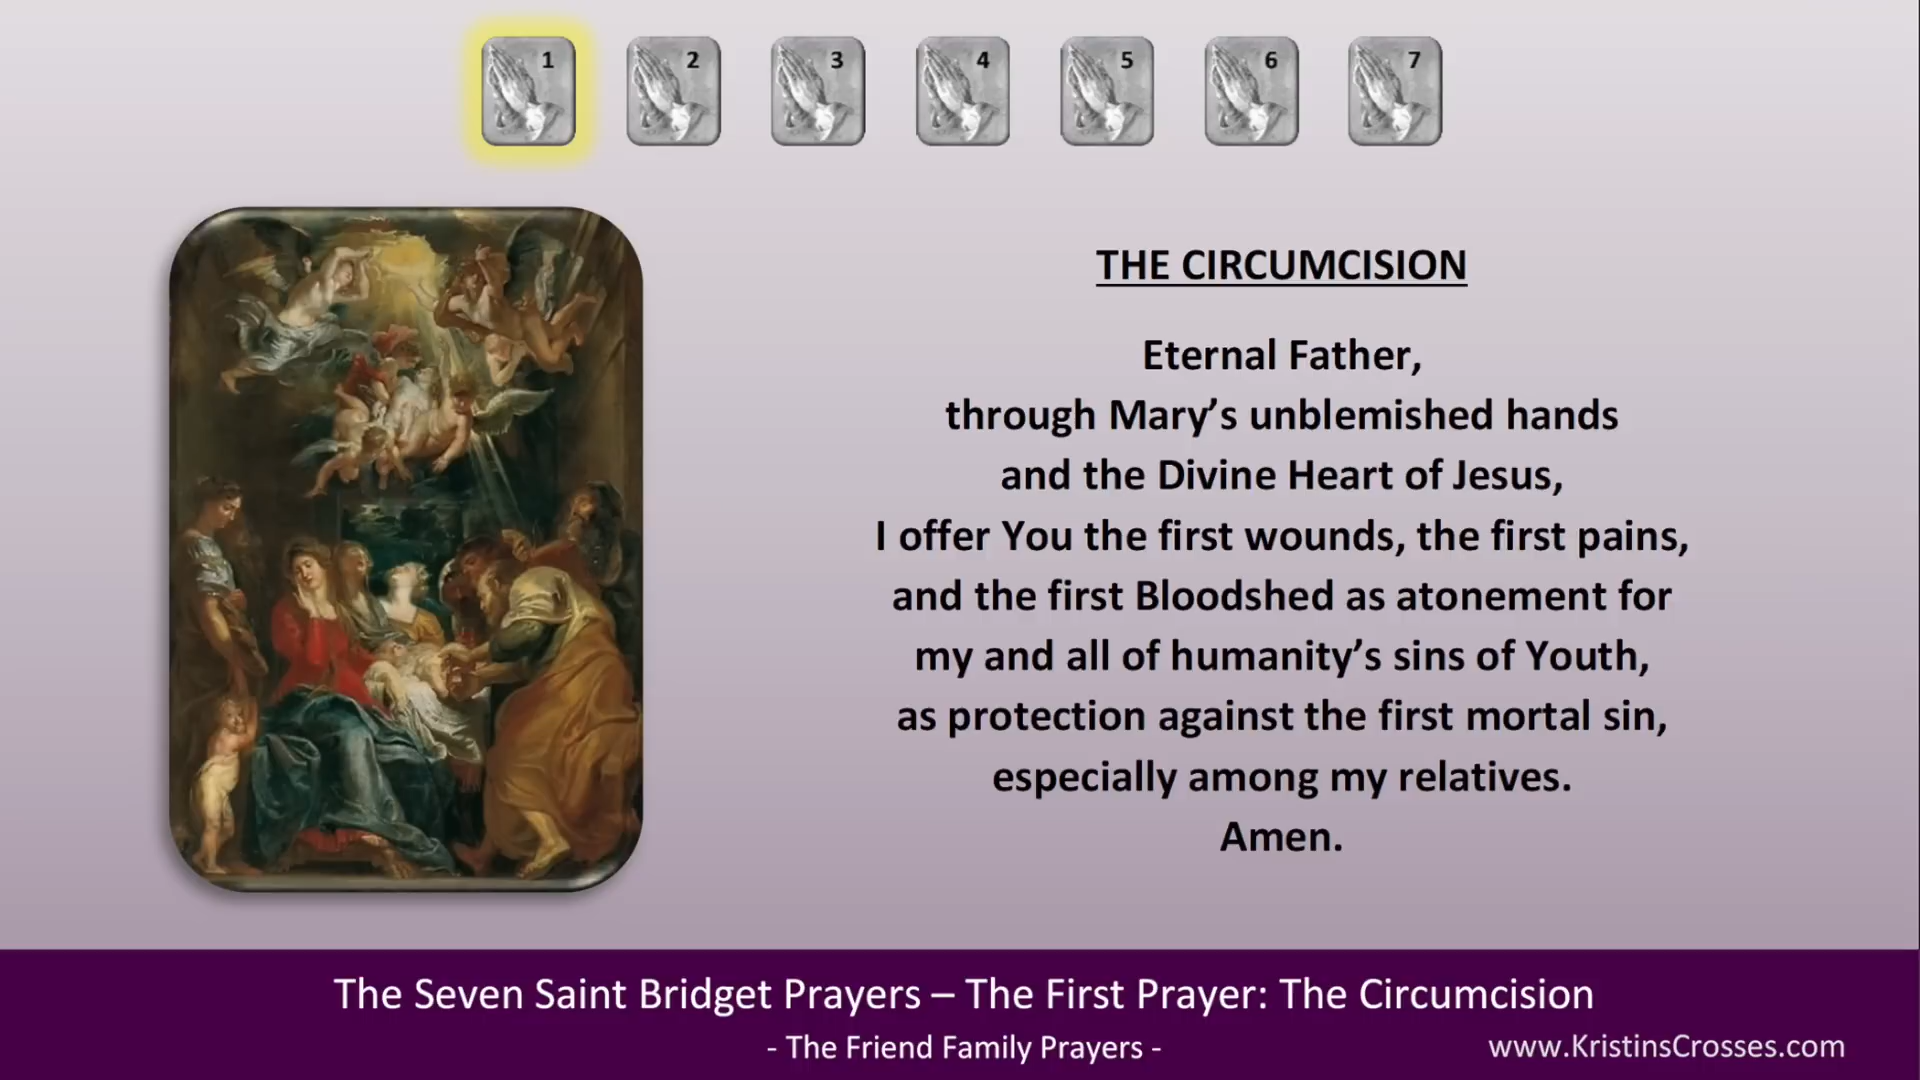 1 2 3 4 5 6 7
THE CIRCUMCISION
Eternal Father,
through Mary’s unblemished hands
and the Divine Heart of Jesus,
I offer You the first wounds, the first pains,
and the first Bloodshed as atonement for
my and all of humanity’s sins of Youth,
as protection against the first mortal sin,
especially among my relatives.
Amen.
The Seven Saint Bridget Prayers – The First Prayer: The Circumcision
- The Friend Family Prayers -
www.KristinsCrosses.com